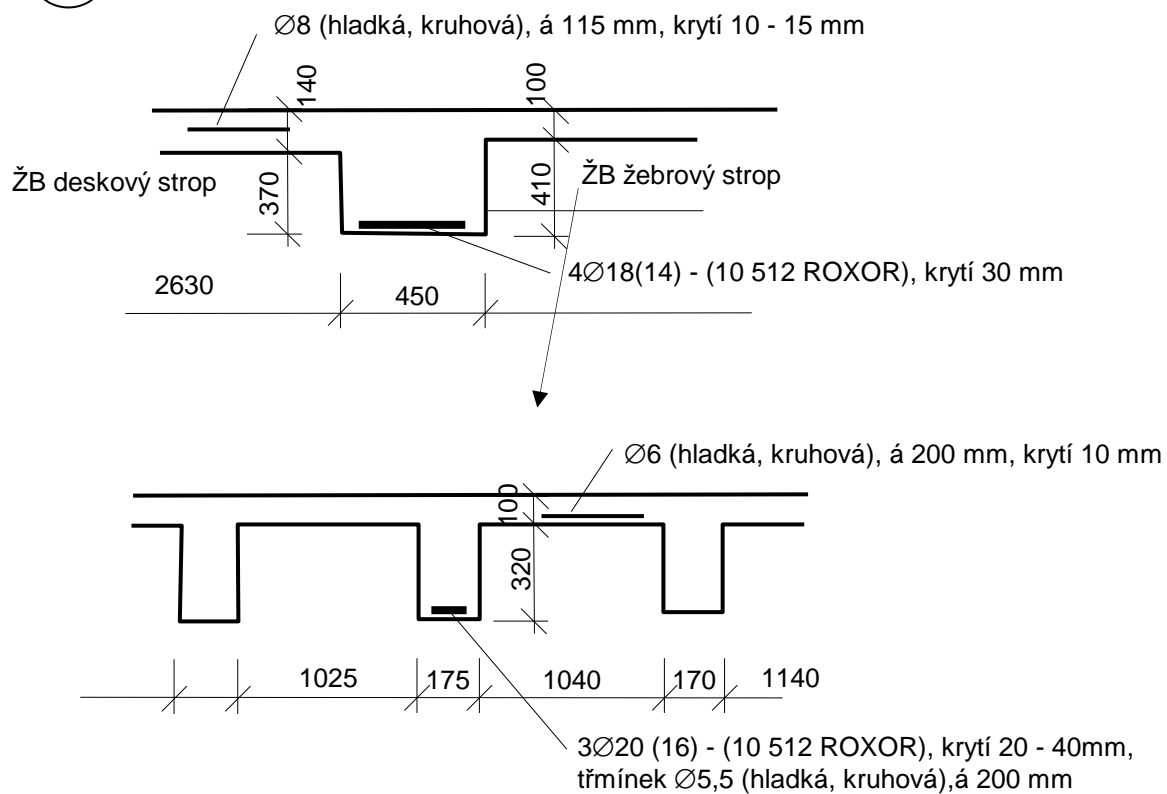 ∅8 (hladká, kruhová), á 115 mm, krytí 10 - 15 mm
140
100
ŽB deskový strop
370
410
ŽB žebrový strop
4∅18(14) - (10 512 ROXOR), krytí 30 mm
2630
450
∅6 (hladká, kruhová), á 200 mm, krytí 10 mm
100
320
1025
175
1040
170
1140
3∅20 (16) - (10 512 ROXOR), krytí 20 - 40mm,
třmínek ∅5,5 (hladká, kruhová),á 200 mm